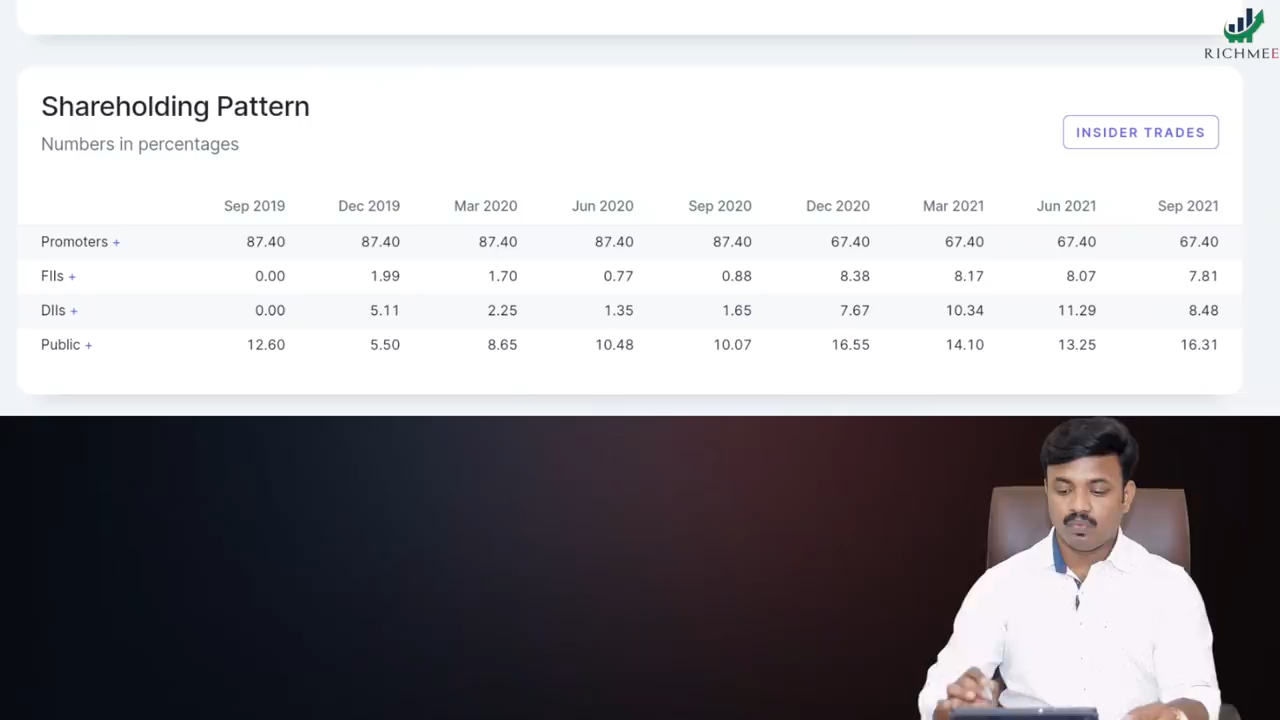 RICHMEE
Shareholding Pattern
Numbers in percentages
INSIDER TRADES
Sep 2019 Dec 2019 Mar 2020 Jun 2020 Sep 2020 Dec 2020 Mar 2021 Jun 2021 Sep 2021
Promoters + 87.40 87.40 87.40 87.40 87.40 67.40 67.40 67.40 67.40
FIIs + 0.00 1.99 1.70 0.77 0.88 8.38 8.17 8.07 7.81
DIIs + 0.00 5.11 2.25 1.35 1.65 7.67 10.34 11.29 8.48
Public + 12.60 5.50 8.65 10.48 10.07 16.55 14.10 13.25 16.31